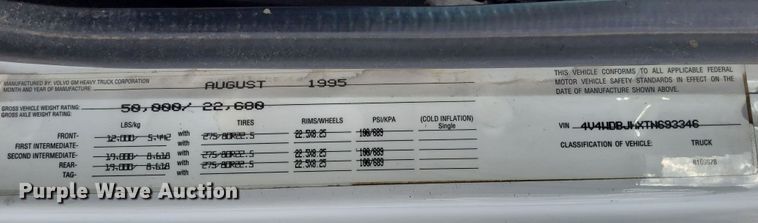 MANUFACTURED BY: VOLVO GM HEAVY TRUCK CORPORATION
MONTH AND YEAR OF MANUFACTURE: AUGUST 1995
GROSS VEHICLE WEIGHT RATING: 50,000/ 22,680
GROSS AXLE WEIGHT RATING:
LBS/kg TIRES RIMS/WHEELS PSI/KPA (COLD INFLATION)
Single
FRONT- 12,000/ 5,442 with 275/80R22.5 22.5X8.25 100/689
FIRST INTERMEDIATE- with
SECOND INTERMEDIATE- 19,000/ 8,618 with 275/80R22.5 22.5X8.25 100/689
REAR- 19,000/ 8,618 with 275/80R22.5 22.5X8.25 100/689
TAG- with
THIS VEHICLE CONFORMS TO ALL APPLICABLE FEDERAL
MOTOR VEHICLE SAFETY STANDARDS IN EFFECT ON THE
DATE OF MANUFACTURE SHOWN ABOVE.
VIN
CLASSIFICATION OF VEHICLE: TRUCK
Purple Wave Auction